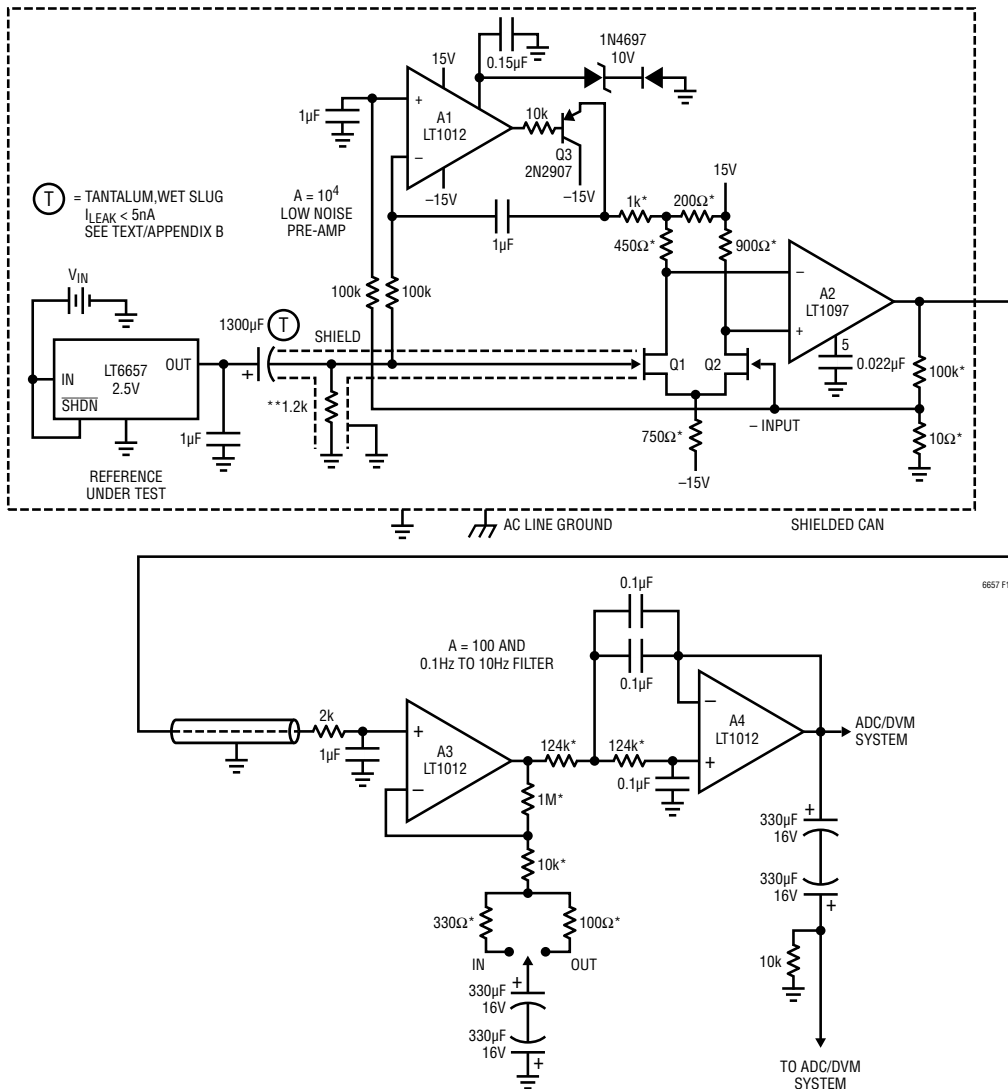 0.15µF
1N4697
10V
15V
1µF
+
A1
LT1012
–
10k
Q3
2N2907
–15V
–15V
15V
T
= TANTALUM,WET SLUG
ILEAK < 5nA
SEE TEXT/APPENDIX B
A = 10⁴
LOW NOISE
PRE-AMP
1µF
1k*
200Ω*
450Ω*
900Ω*
–
A2
LT1097
+
5
0.022µF
VIN
100k
100k
1300µF
T
SHIELD
+
IN
OUT
LT6657
2.5V
SHDN
**1.2k
Q1
Q2
100k*
1µF
– INPUT
750Ω*
10Ω*
–15V
REFERENCE
UNDER TEST
AC LINE GROUND
SHIELDED CAN
6657 F1
0.1µF
A = 100 AND
0.1Hz TO 10Hz FILTER
0.1µF
2k
1µF
+
A3
LT1012
–
124k*
124k*
–
A4
LT1012
+
ADC/DVM
SYSTEM
0.1µF
1M*
10k*
330µF
16V
+
330µF
16V
+
330Ω*
100Ω*
IN
OUT
10k
330µF
16V
+
330µF
16V
+
TO ADC/DVM
SYSTEM